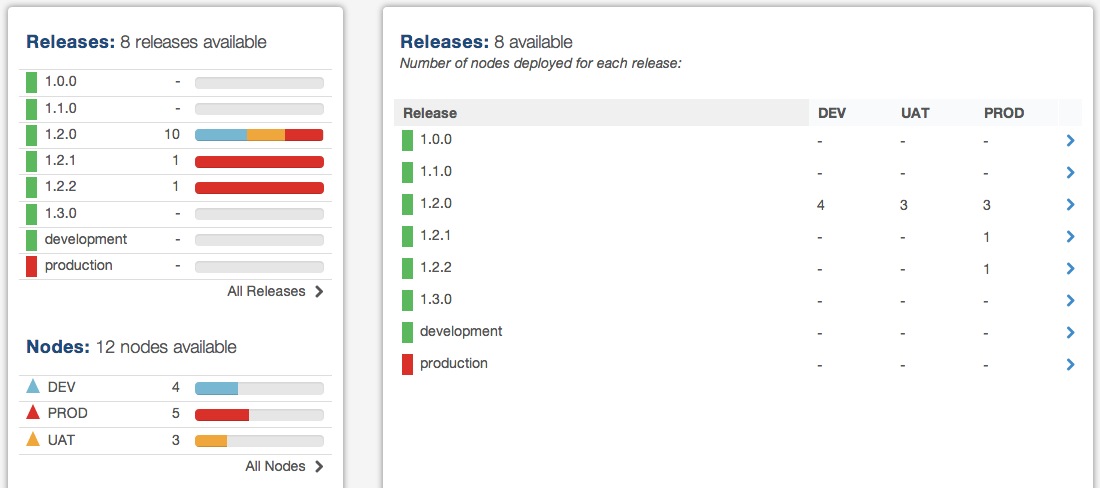 Releases: 8 releases available
1.0.0 -
1.1.0 -
1.2.0 10
1.2.1 1
1.2.2 1
1.3.0 -
development -
production -
All Releases
Nodes: 12 nodes available
DEV 4
PROD 5
UAT 3
All Nodes
Releases: 8 available
Number of nodes deployed for each release:
Release DEV UAT PROD
1.0.0 - - -
1.1.0 - - -
1.2.0 4 3 3
1.2.1 - - 1
1.2.2 - - 1
1.3.0 - - -
development - - -
production - - -